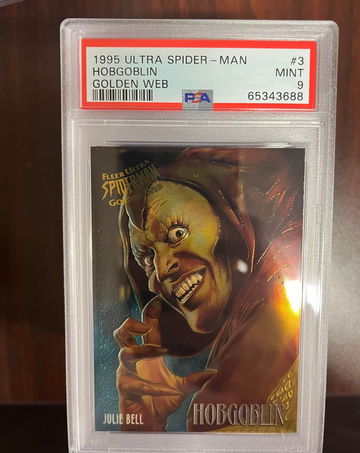 1995 ULTRA SPIDER-MAN #3
HOBGOBLIN MINT
GOLDEN WEB 9
PSA 65343688
FLEER ULTRA
SPIDER-MAN
JULIE BELL
HOBGOBLIN